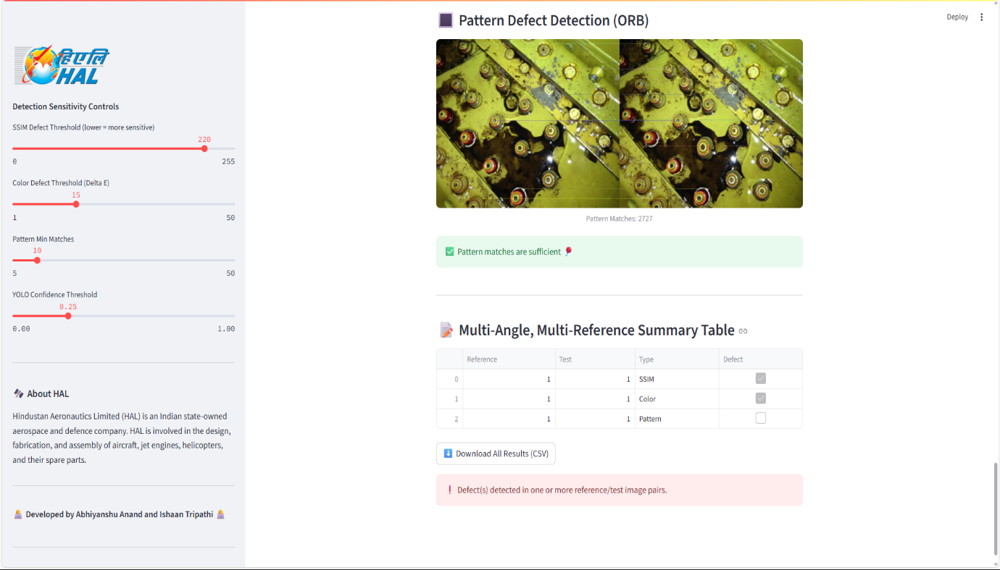 हिएलि
HAL
Detection Sensitivity Controls
SSIM Defect Threshold (lower = more sensitive)
220
0 255
Color Defect Threshold (Delta E)
15
1 50
Pattern Min Matches
10
5 50
YOLO Confidence Threshold
0.25
0.00 1.00
About HAL
Hindustan Aeronautics Limited (HAL) is an Indian state-owned
aerospace and defence company. HAL is involved in the design,
fabrication, and assembly of aircraft, jet engines, helicopters,
and their spare parts.
Developed by Abhiyanshu Anand and Ishaan Tripathi
Deploy
Pattern Defect Detection (ORB)
Pattern Matches: 2727
Pattern matches are sufficient
Multi-Angle, Multi-Reference Summary Table
Reference Test Type Defect
0 1 1 SSIM
1 1 1 Color
2 1 1 Pattern
Download All Results (CSV)
Defect(s) detected in one or more reference/test image pairs.